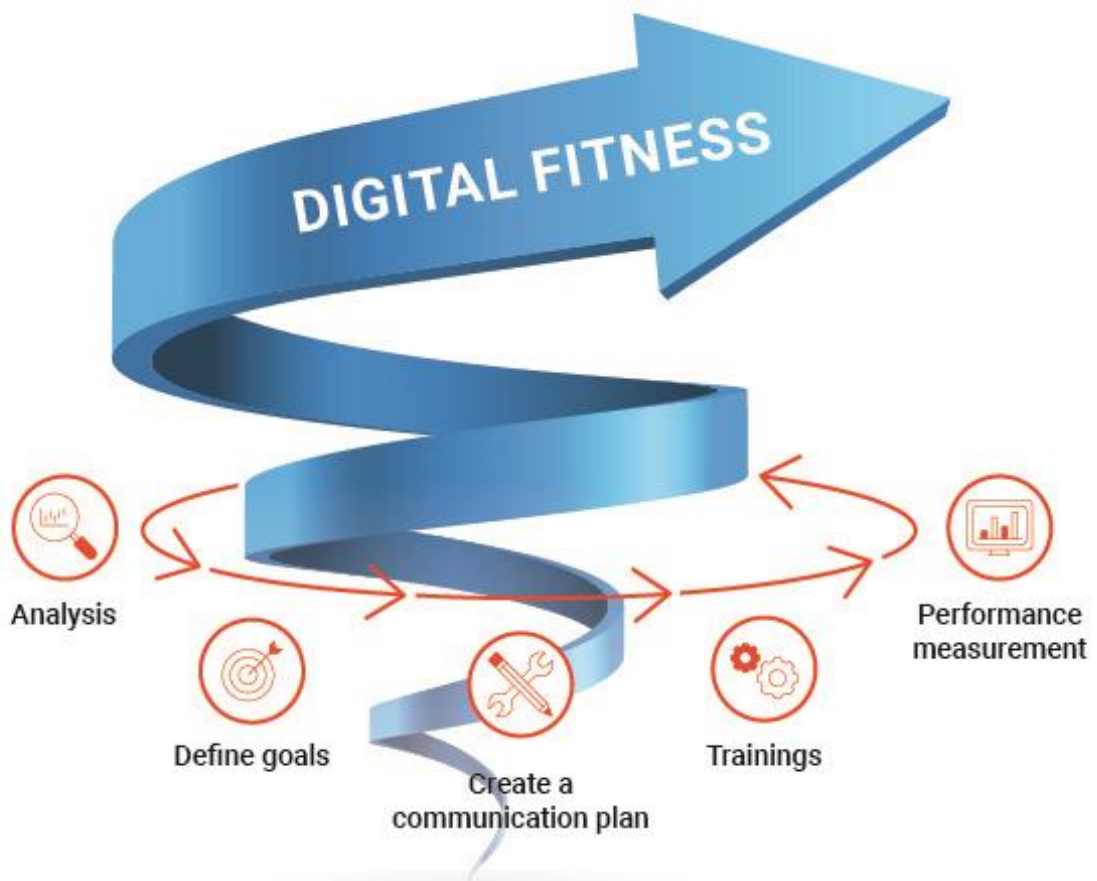 DIGITAL FITNESS
Analysis
Define goals
Create a
communication plan
Trainings
Performance
measurement